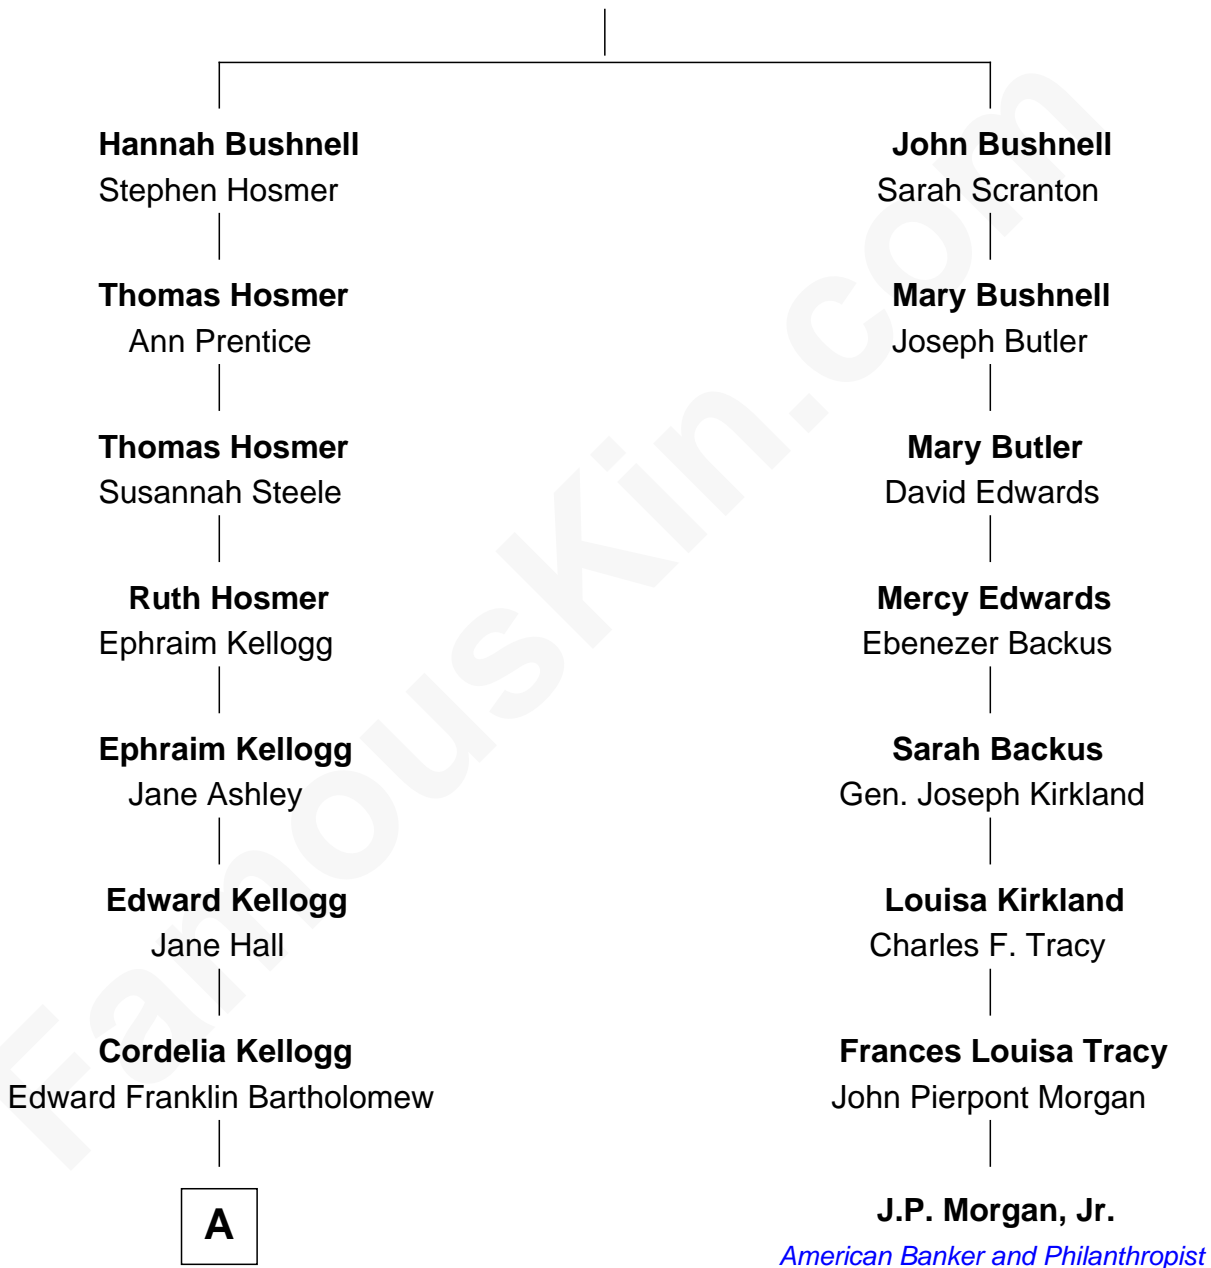 Hannah Bushnell
Stephen Hosmer
John Bushnell
Sarah Scranton
Thomas Hosmer
Ann Prentice
Mary Bushnell
Joseph Butler
Thomas Hosmer
Susannah Steele
Mary Butler
David Edwards
Ruth Hosmer
Ephraim Kellogg
Mercy Edwards
Ebenezer Backus
Ephraim Kellogg
Jane Ashley
Sarah Backus
Gen. Joseph Kirkland
Edward Kellogg
Jane Hall
Louisa Kirkland
Charles F. Tracy
Cordelia Kellogg
Edward Franklin Bartholomew
Frances Louisa Tracy
John Pierpont Morgan
A
J.P. Morgan, Jr.
American Banker and Philanthropist
FamousKin.com